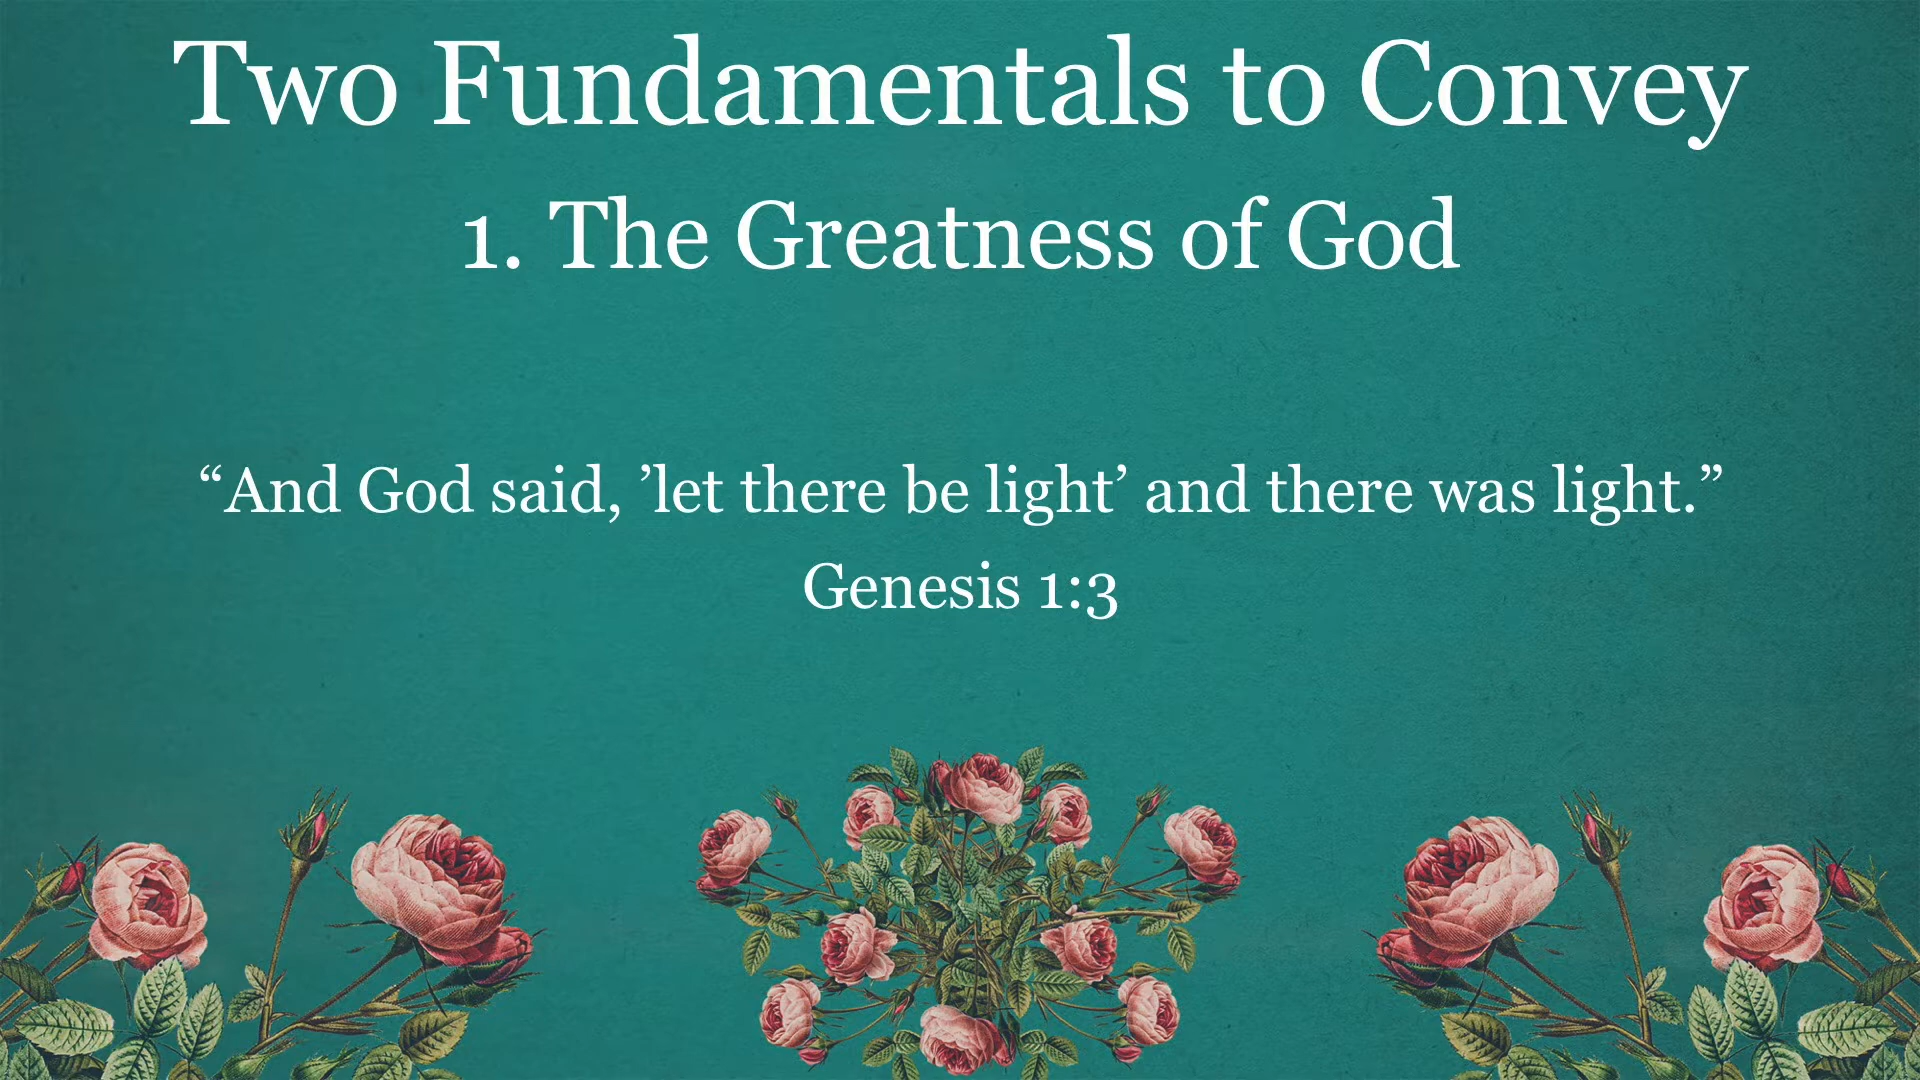 Two Fundamentals to Convey
1. The Greatness of God
“And God said, ’let there be light’ and there was light.”
Genesis 1:3